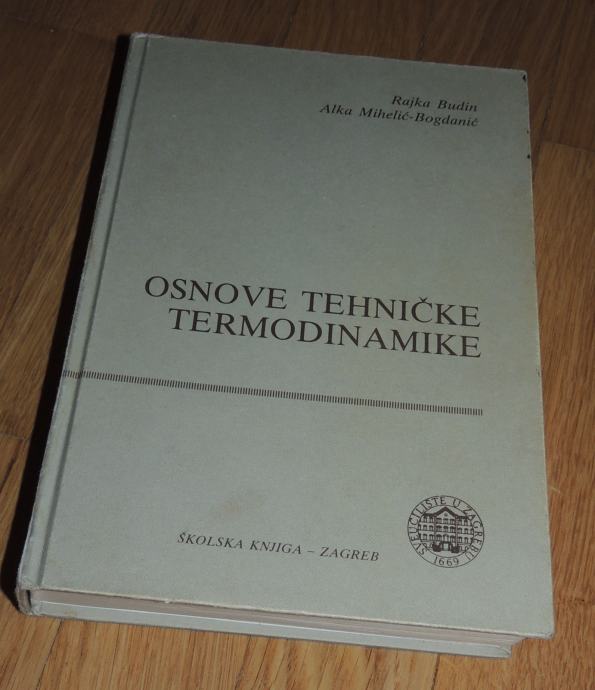 Rajka Budin
Alka Mihelić-Bogdanić
OSNOVE TEHNIČKE
TERMODINAMIKE
ŠKOLSKA KNJIGA – ZAGREB
SVEUČILIŠTE U ZAGREBU
1669